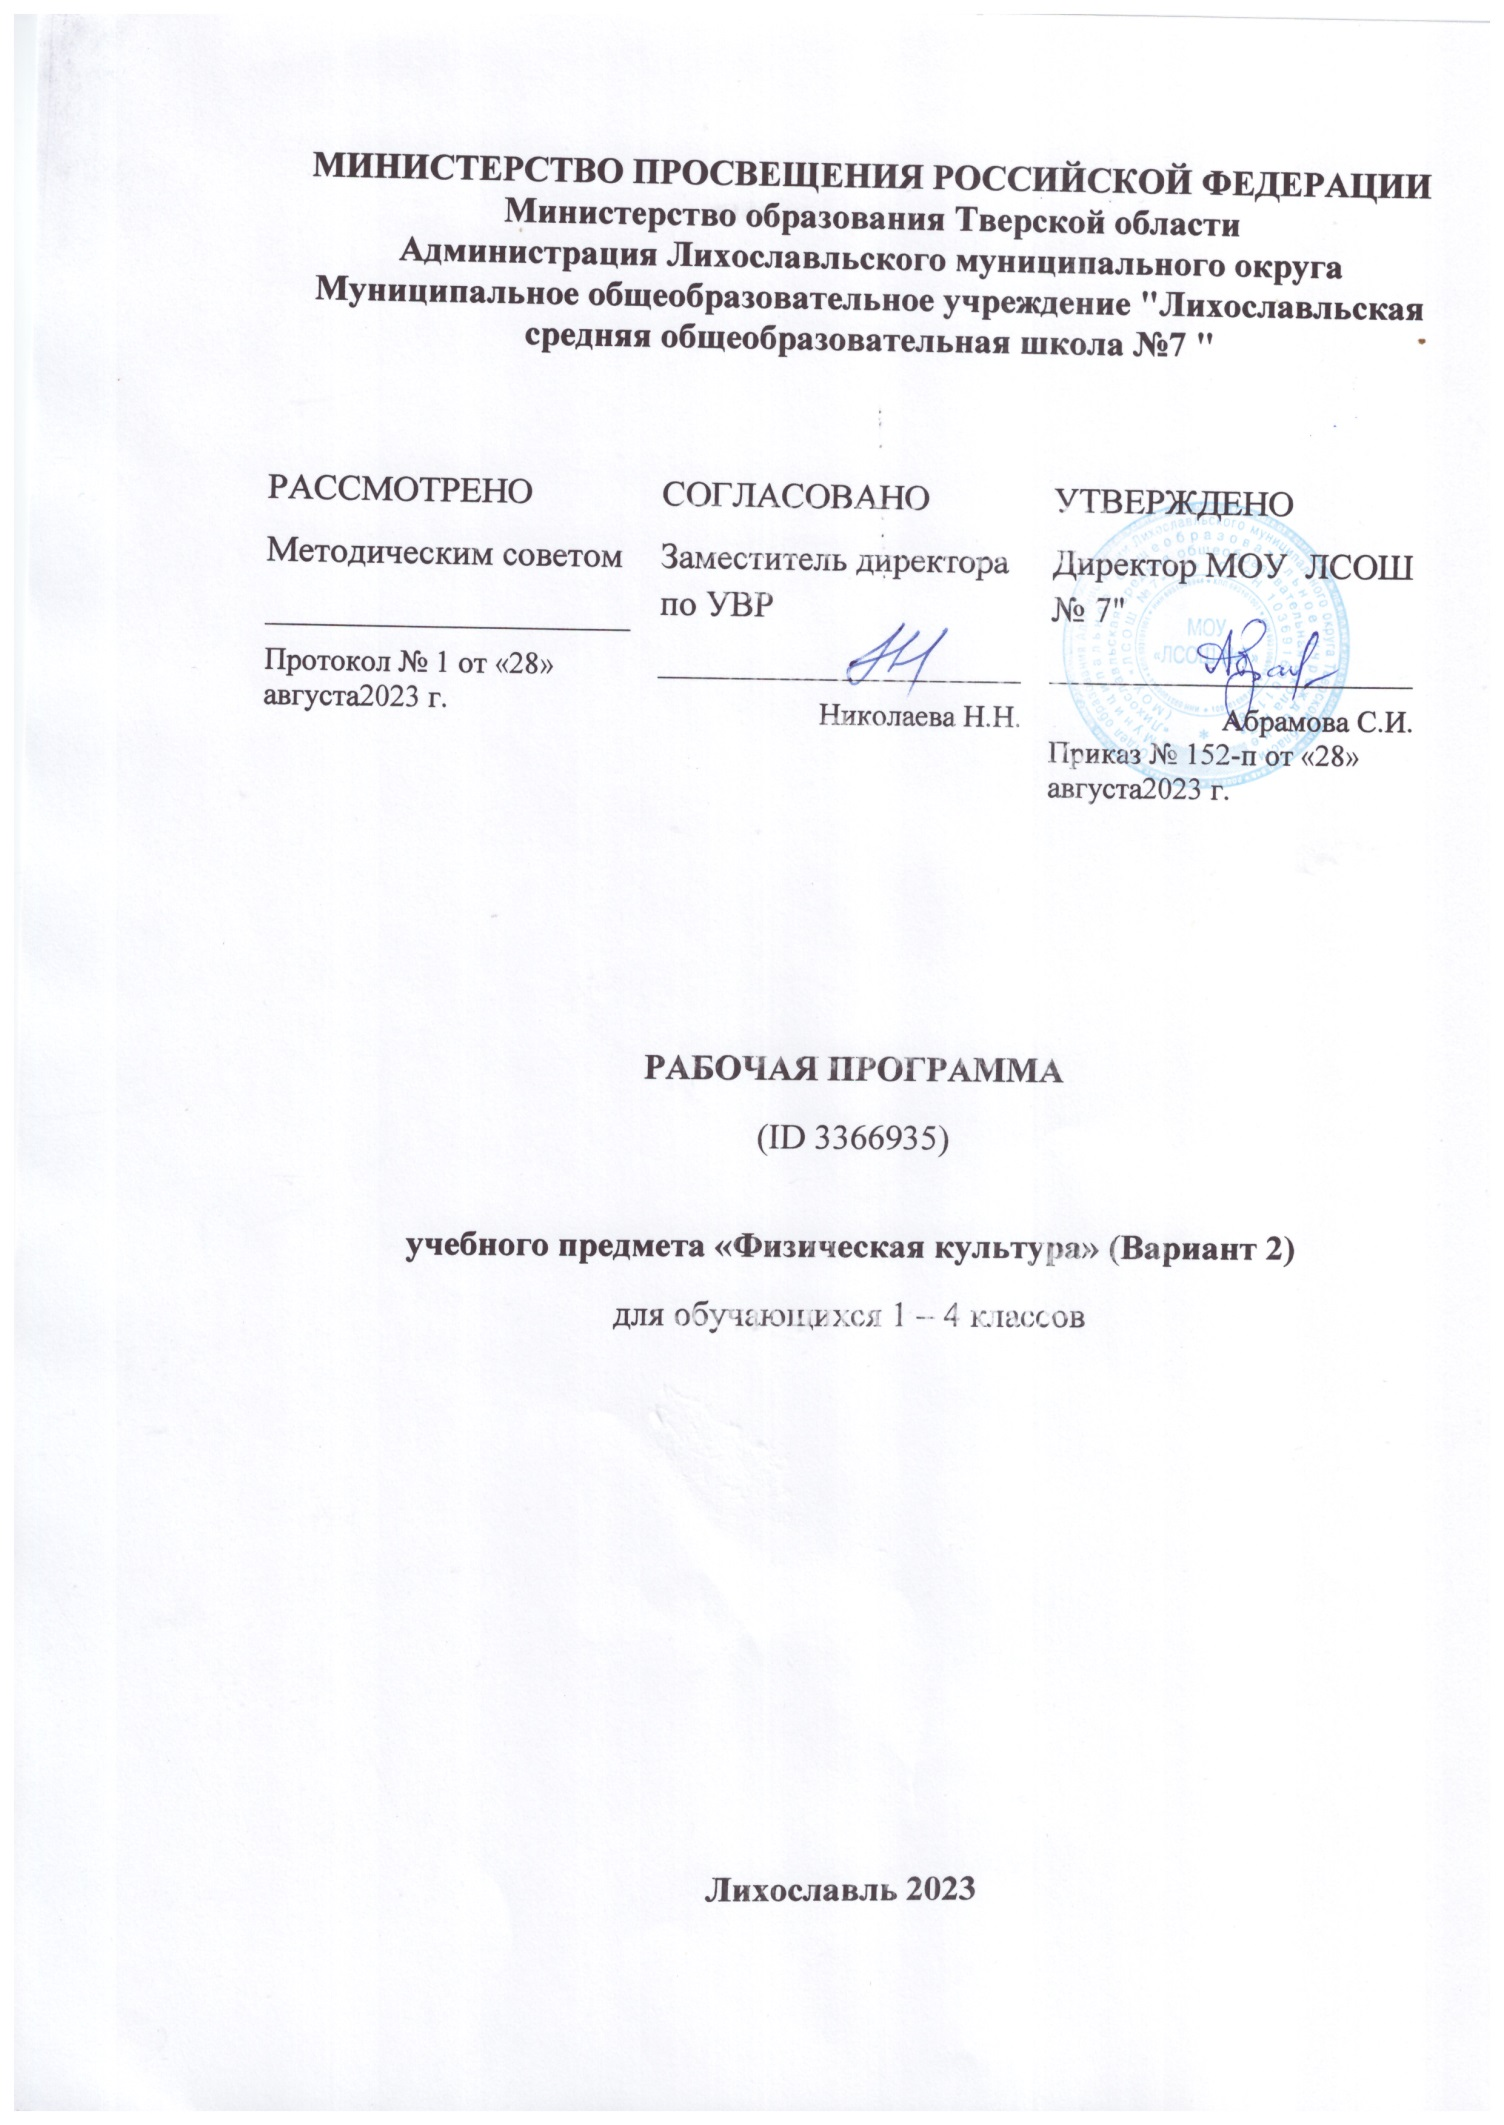 МИНИСТЕРСТВО ПРОСВЕЩЕНИЯ РОССИЙСКОЙ ФЕДЕРАЦИИ
Министерство образования Тверской области
Администрация Лихославльского муниципального округа
Муниципальное общеобразовательное учреждение "Лихославльская
средняя общеобразовательная школа №7 "
РАССМОТРЕНО
Методическим советом
Протокол № 1 от «28»
августа2023 г.
СОГЛАСОВАНО
Заместитель директора
по УВР
Николаева Н.Н.
УТВЕРЖДЕНО
Директор МОУ ЛСОШ
№ 7"
МОУ
Абрамова С.И.
Приказ № 152-п от «28»
августа2023 г.
РАБОЧАЯ ПРОГРАММА
(ID 3366935)
учебного предмета «Физическая культура» (Вариант 2)
для обучающихся 1 – 4 классов
Лихославль 2023